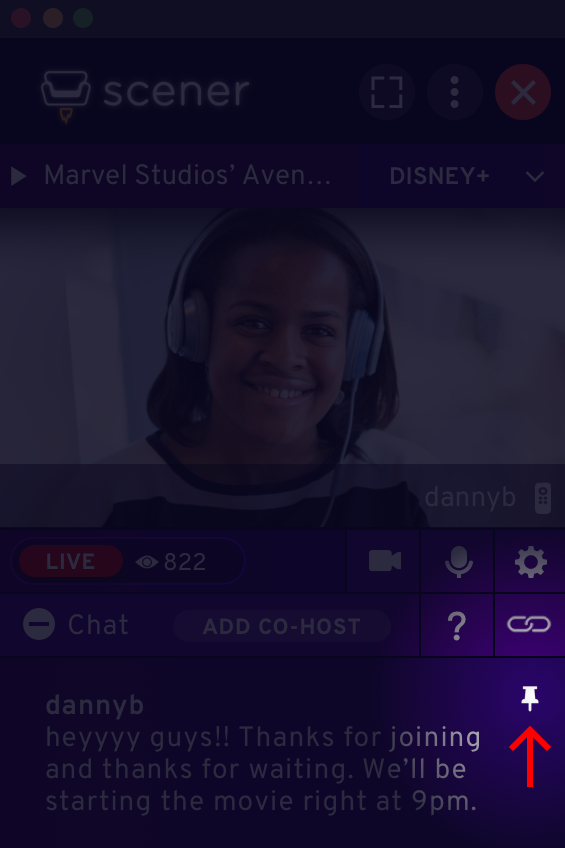 scener
Marvel Studios’ Aven...
DISNEY+
dannyb
LIVE
822
Chat
ADD CO-HOST
?
dannyb
heyyyy guys!! Thanks for joining
and thanks for waiting. We’ll be
starting the movie right at 9pm.